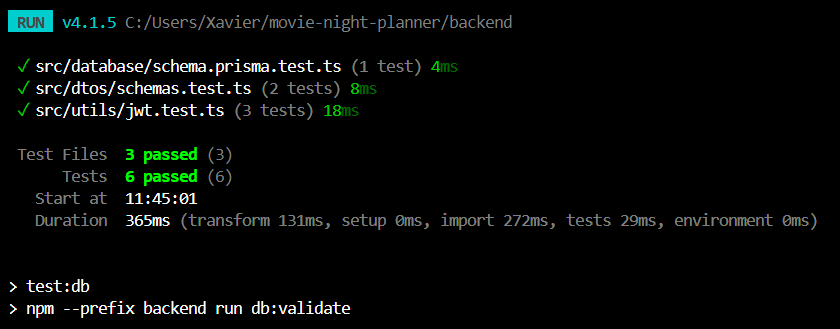 RUN v4.1.5 C:/Users/Xavier/movie-night-planner/backend
✓ src/database/schema.prisma.test.ts (1 test) 4ms
✓ src/dtos/schemas.test.ts (2 tests) 8ms
✓ src/utils/jwt.test.ts (3 tests) 18ms
Test Files 3 passed (3)
Tests 6 passed (6)
Start at 11:45:01
Duration 365ms (transform 131ms, setup 0ms, import 272ms, tests 29ms, environment 0ms)
> test:db
> npm --prefix backend run db:validate